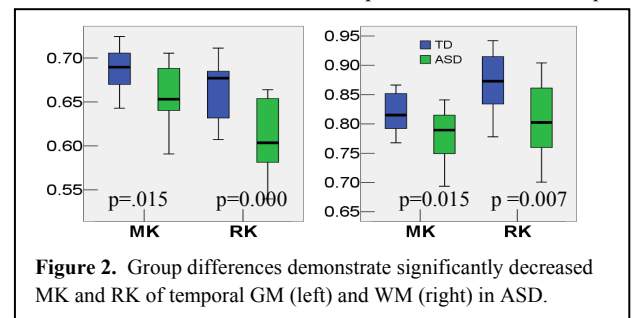 0.70
0.65
0.60
0.55
p=.015
p=0.000
MK
RK
0.95
0.90
0.85
0.80
0.75
0.70
0.65
TD
ASD
p=0.015
p =0.007
MK
RK
Figure 2. Group differences demonstrate significantly decreased
MK and RK of temporal GM (left) and WM (right) in ASD.